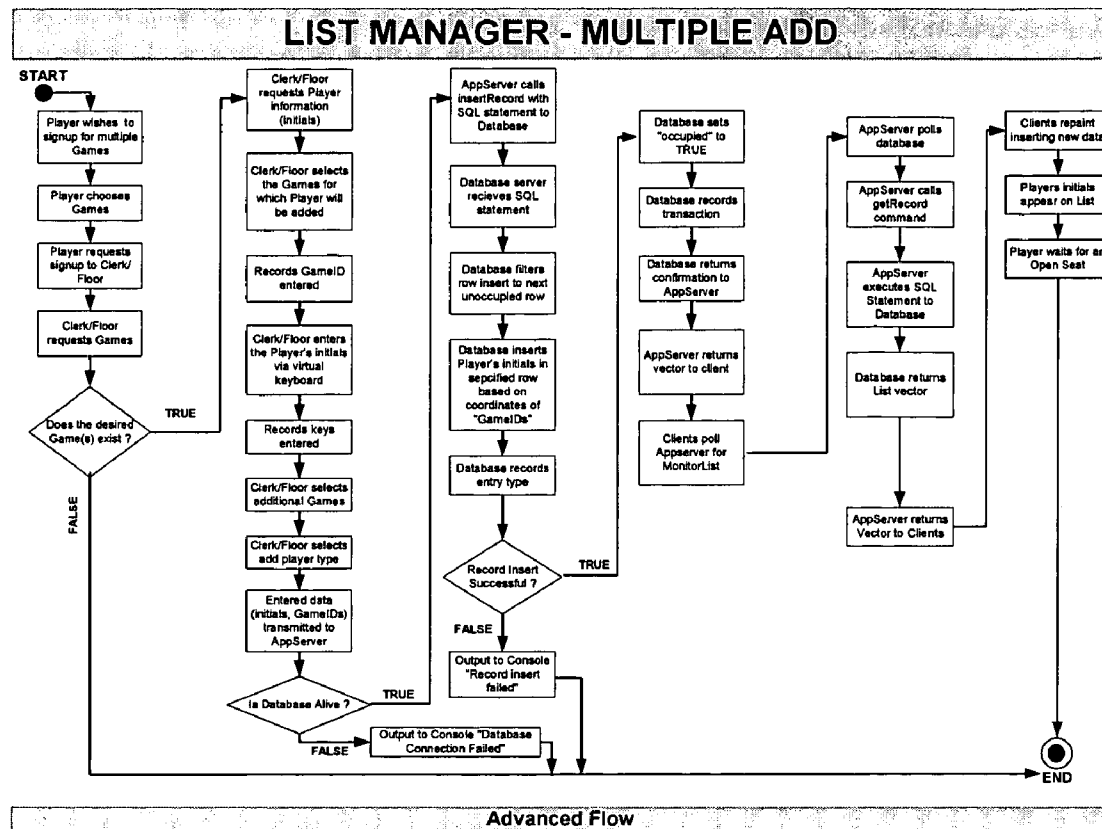 LIST MANAGER - MULTIPLE ADD
START
Player wishes to
signup for multiple
Games
Player chooses
Games
Player requests
signup to Clerk/
Floor
Clerk/Floor
requests Games
Does the desired
Game(s) exist ?
TRUE
FALSE
Clerk/Floor
requests Player
information
(initials)
Clerk/Floor selects
the Games for
which Player will
be added
Records GameID
entered
Clerk/Floor enters
the Player's initials
via virtual
keyboard
Records keys
entered
Clerk/Floor selects
additional Games
Clerk/Floor selects
add player type
Entered data
(initials, GameIDs)
transmitted to
AppServer
Is Database Alive ?
TRUE
FALSE
Output to Console "Database
Connection Failed"
AppServer calls
insertRecord with
SQL statement to
Database
Database server
recieves SQL
statement
Database filters
row insert to next
unoccupied row
Database inserts
Player's initials in
sepcified row
based on
coordinates of
"GameIDs"
Database records
entry type
Record Insert
Successful ?
TRUE
FALSE
Output to Console
"Record insert
failed"
Database sets
"occupied" to
TRUE
Database records
transaction
Database returns
confirmation to
AppServer
AppServer returns
vector to client
Clients poll
Appserver for
MonitorList
AppServer polls
database
AppServer calls
getRecord
command
AppServer
executes SQL
Statement to
Database
Database returns
List vector
AppServer returns
Vector to Clients
Clients repaint
inserting new data
Players initials
appear on List
Player waits for an
Open Seat
END
Advanced Flow